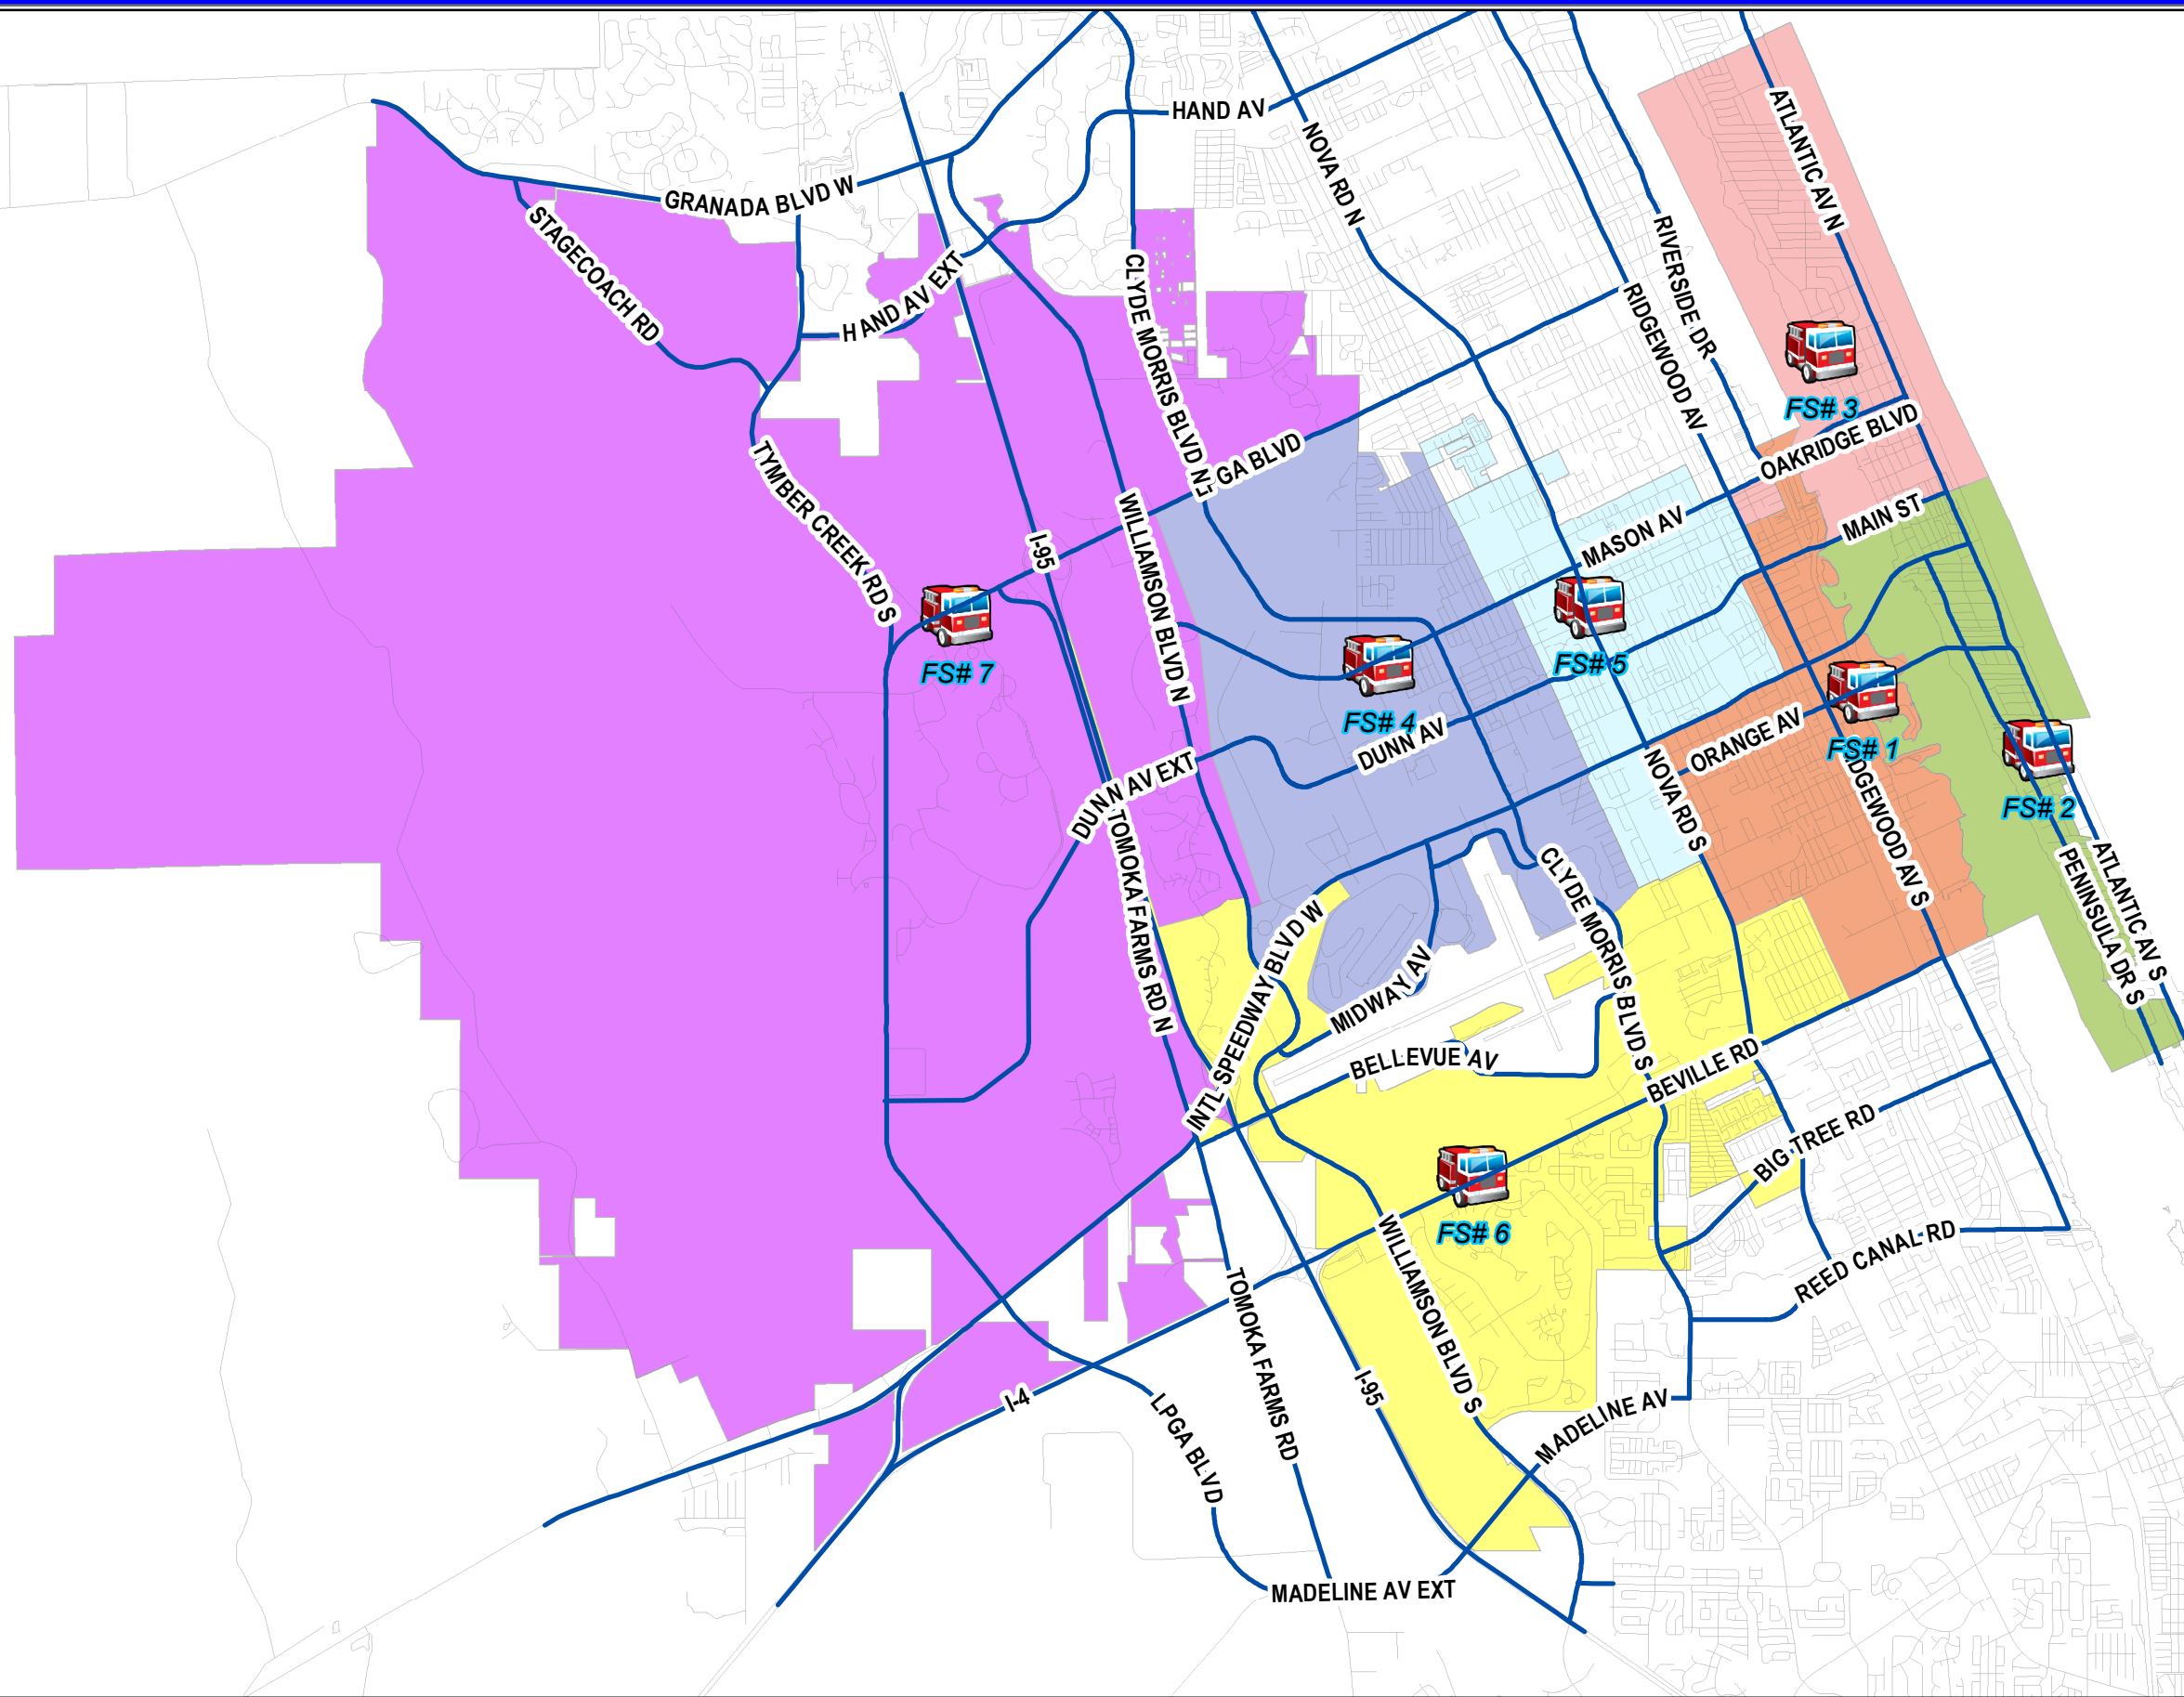 HAND AV
ATLANTIC AV N
NOVA RD N
GRANADA BLVD W
STAGECOACH RD
RIVERSIDE DR
HAND AV EXT
CLYDE MORRIS BLVD N
RIDGEWOOD AV
FS# 3
OAKRIDGE BLVD
GA BLVD
TYMBER CREEK RD S
WILLIAMSON BLVD N
I-95
MAIN ST
MASON AV
FS# 7
FS# 5
FS# 4
DUNN AV
ORANGE AV
FS# 1
DUNN AV EXT
NOVA RD S
DGEWOOD AV S
FS# 2
TOMOKA FARMS RD N
CLYDE MORRIS BLVD S
PENINSULA DR S
ATLANTIC AV S
INTL SPEEDWAY BLVD W
MIDWAY AV
BELLEVUE AV
BEVILLE RD
BIG TREE RD
FS# 6
REED CANAL RD
WILLIAMSON BLVD S
TOMOKA FARMS RD
I-95
I-4
LPGA BLVD
MADELINE AV
MADELINE AV EXT